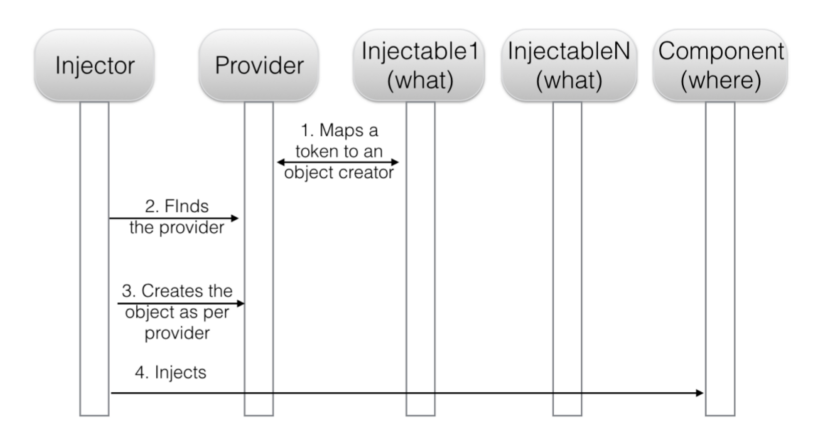 Injector
Provider
Injectable1
(what)
InjectableN
(what)
Component
(where)
1. Maps a
token to an
object creator
2. FInds
the provider
3. Creates the
object as per
provider
4. Injects